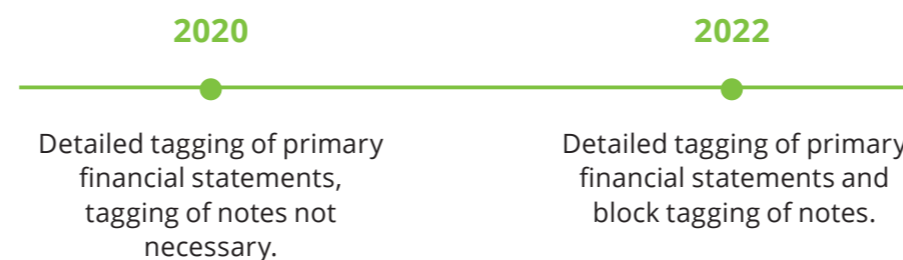 2020
2022
Detailed tagging of primary
financial statements,
tagging of notes not
necessary.
Detailed tagging of primary
financial statements and
block tagging of notes.